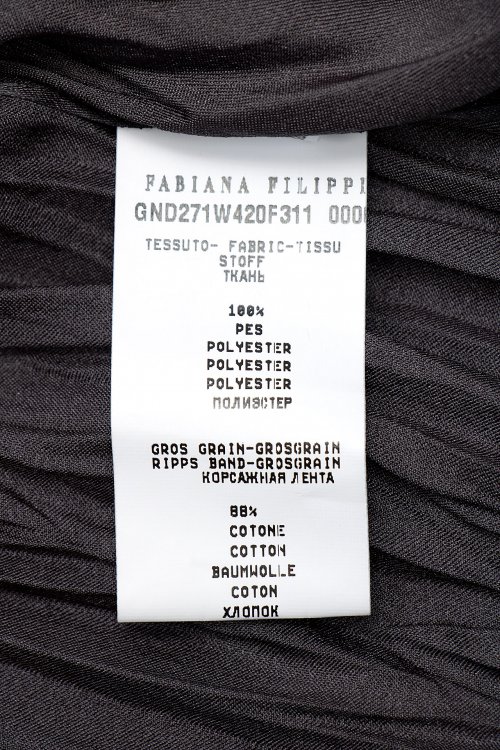 FABIANA FILIPPI
GND271W420F311 000
TESSUTO- FABRIC-TISSU
STOFF
ТКАНЬ
100%
PES
POLYESTER
POLYESTER
POLYESTER
ПОЛИЭСТЕР
GROS GRAIN-GROSGRAIN
RIPPS BAND-GROSGRAIN
КОРСАЖНАЯ ЛЕНТА
88%
COTONE
COTTON
BAUMWOLLE
COTON
ХЛОПОК